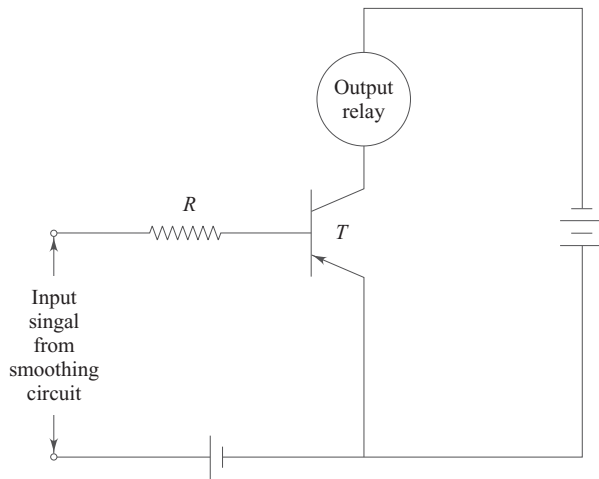 Output
relay
R
T
Input
singal
from
smoothing
circuit